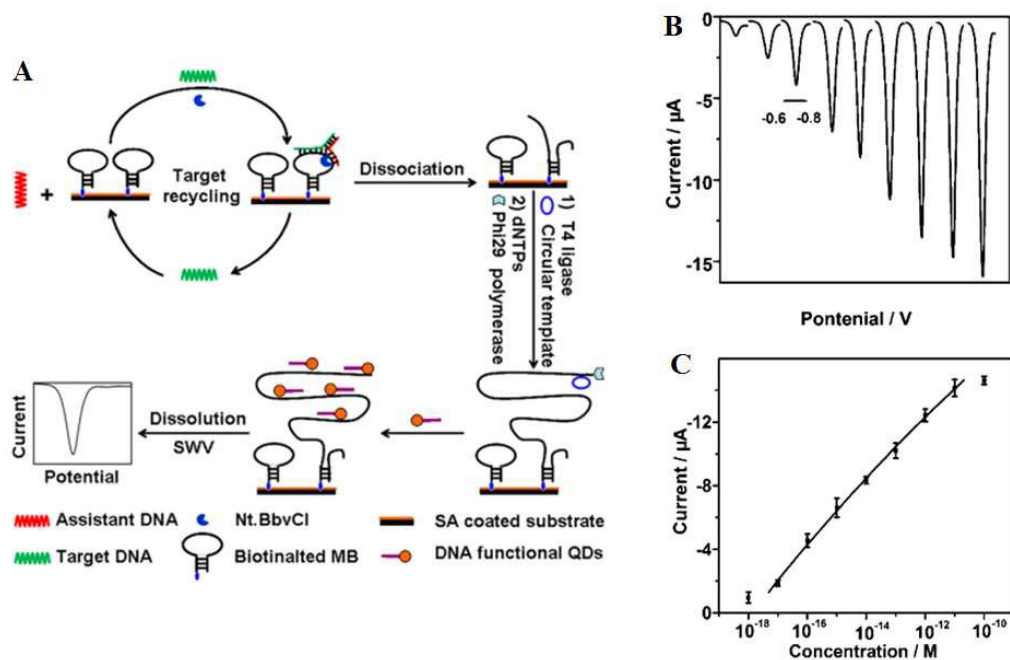 A
Target
recycling
+
Dissociation
1) T4 ligase
Circular template
2) dNTPs
Phi29 polymerase
Dissolution
SWV
Current
Potential
Assistant DNA
Nt.BbvCI
SA coated substrate
Target DNA
Biotinalted MB
DNA functional QDs
B
0
-5
-10
-15
Current / µA
-0.6 -0.8
Pontenial / V
C
-12
-8
-4
0
Current / µA
10-18 10-16 10-14 10-12 10-10
Concentration / M